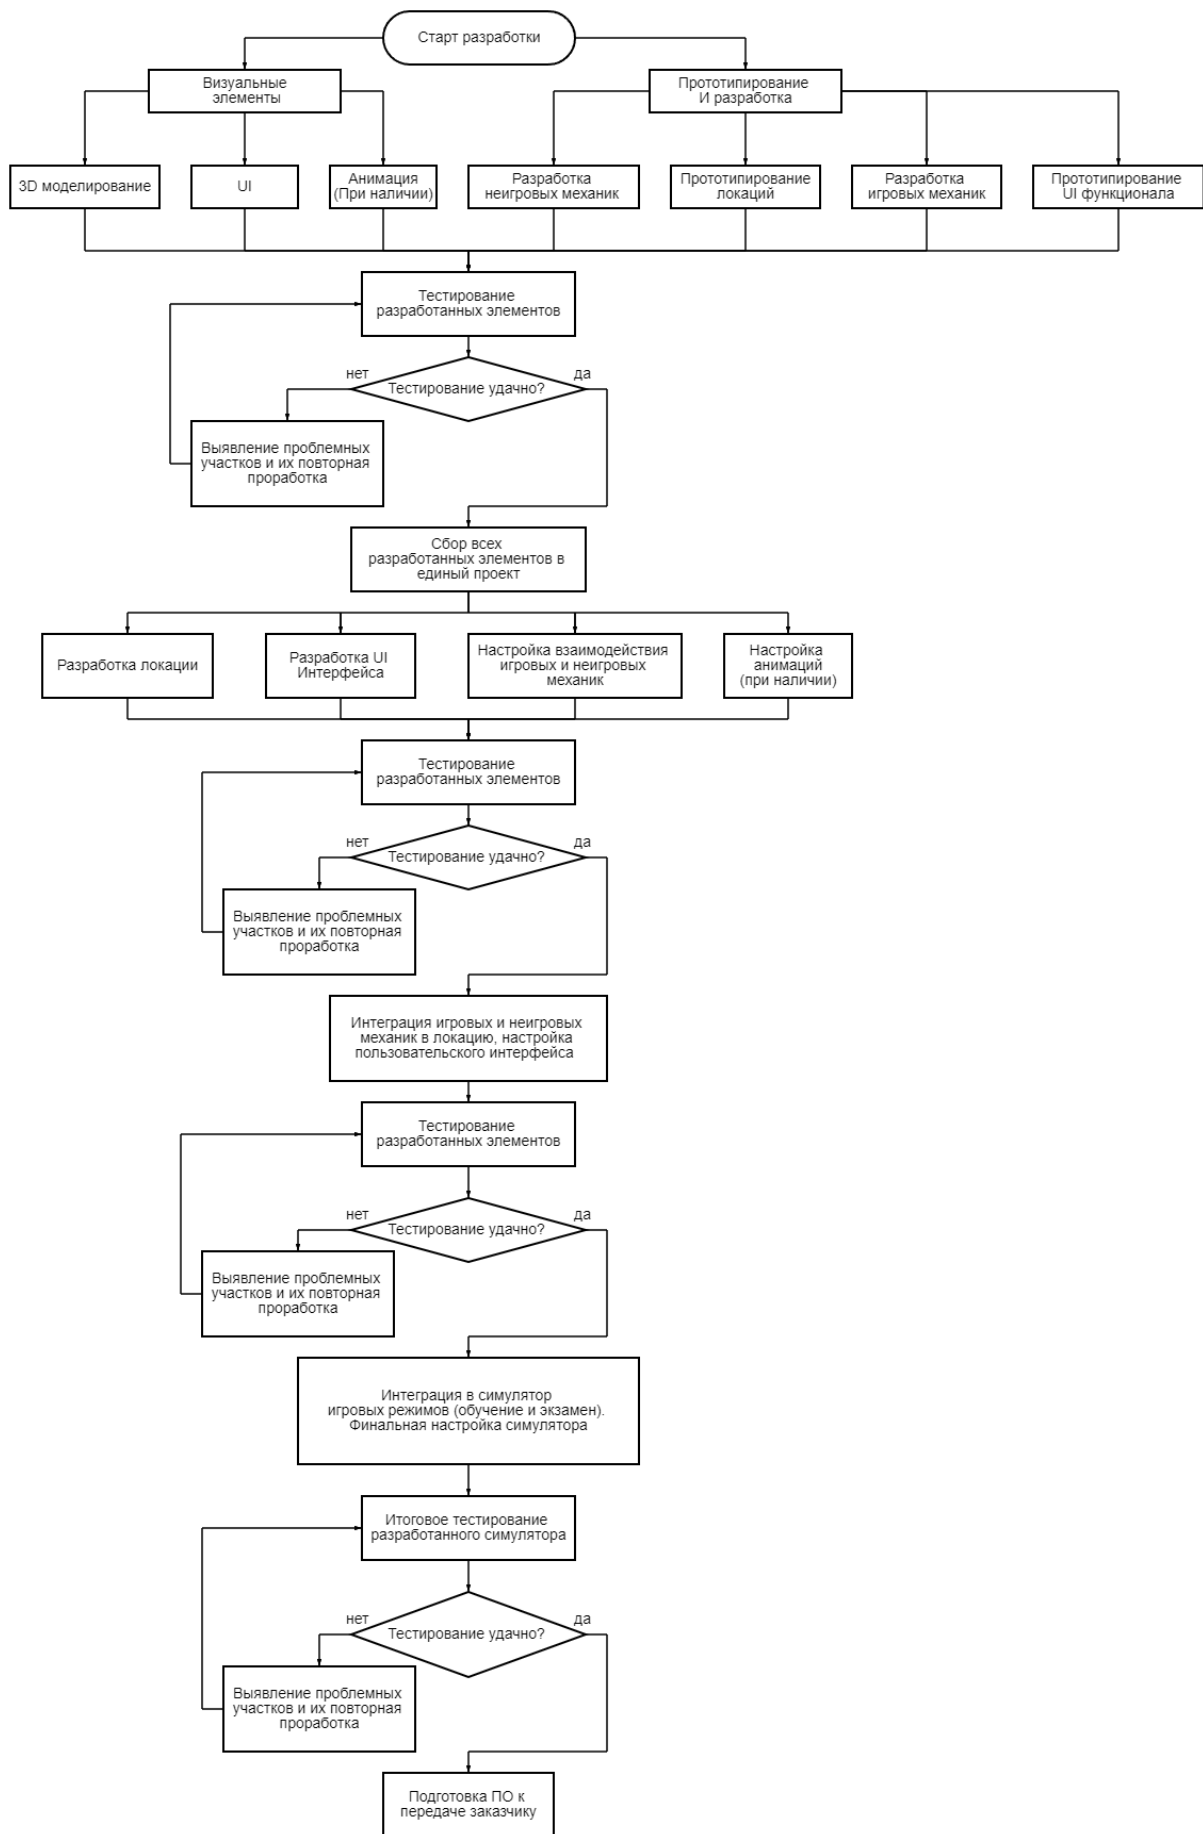 Старт разработки
Визуальные
элементы
Прототипирование
И разработка
3D моделирование
UI
Анимация
(При наличии)
Разработка
неигровых механик
Прототипирование
локаций
Разработка
игровых механик
Прототипирование
UI функционала
Тестирование
разработанных элементов
нет
да
Тестирование удачно?
Выявление проблемных
участков и их повторная
проработка
Сбор всех
разработанных элементов в
единый проект
Разработка локации
Разработка UI
Интерфейса
Настройка взаимодействия
игровых и неигровых
механик
Настройка
анимаций
(при наличии)
Тестирование
разработанных элементов
нет
да
Тестирование удачно?
Выявление проблемных
участков и их повторная
проработка
Интеграция игровых и неигровых
механик в локацию, настройка
пользовательского интерфейса
Тестирование
разработанных элементов
нет
да
Тестирование удачно?
Выявление проблемных
участков и их повторная
проработка
Интеграция в симулятор
игровых режимов (обучение и экзамен).
Финальная настройка симулятора
Итоговое тестирование
разработанного симулятора
нет
да
Тестирование удачно?
Выявление проблемных
участков и их повторная
проработка
Подготовка ПО к
передаче заказчику